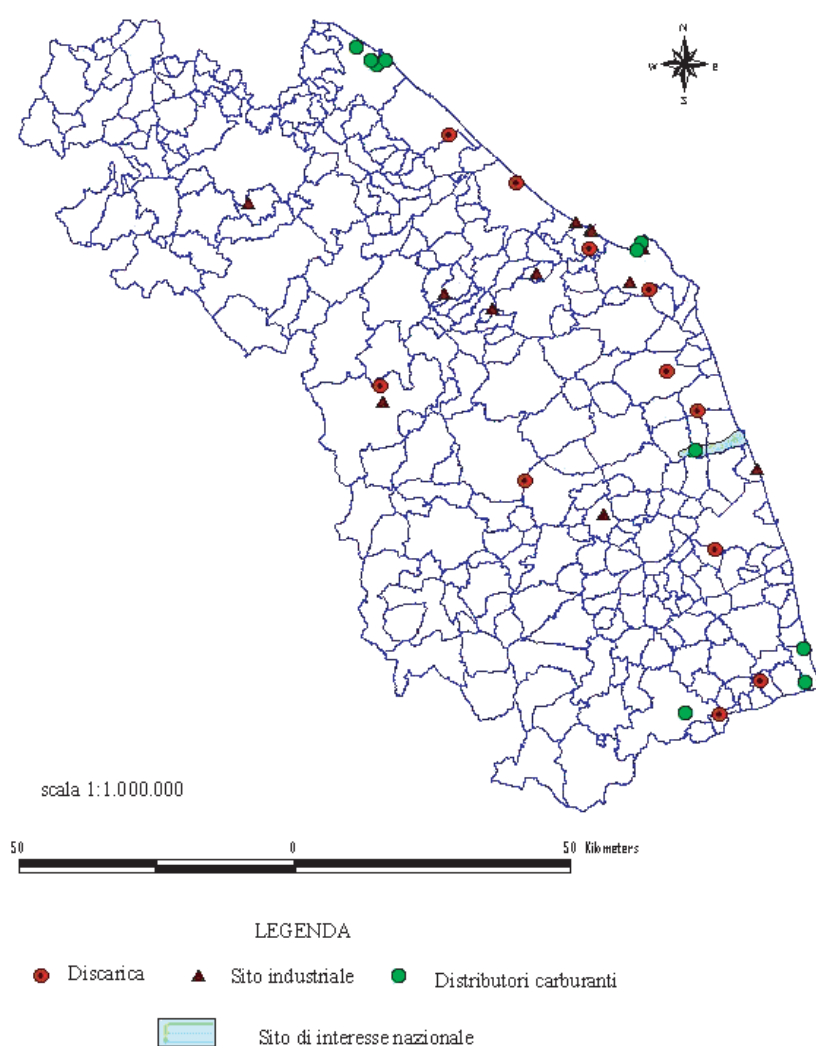 N
W E
S
scala 1:1.000.000
50 0 50 Kilometers
LEGENDA
Discarica Sito industriale Distributori carburanti
Sito di interesse nazionale